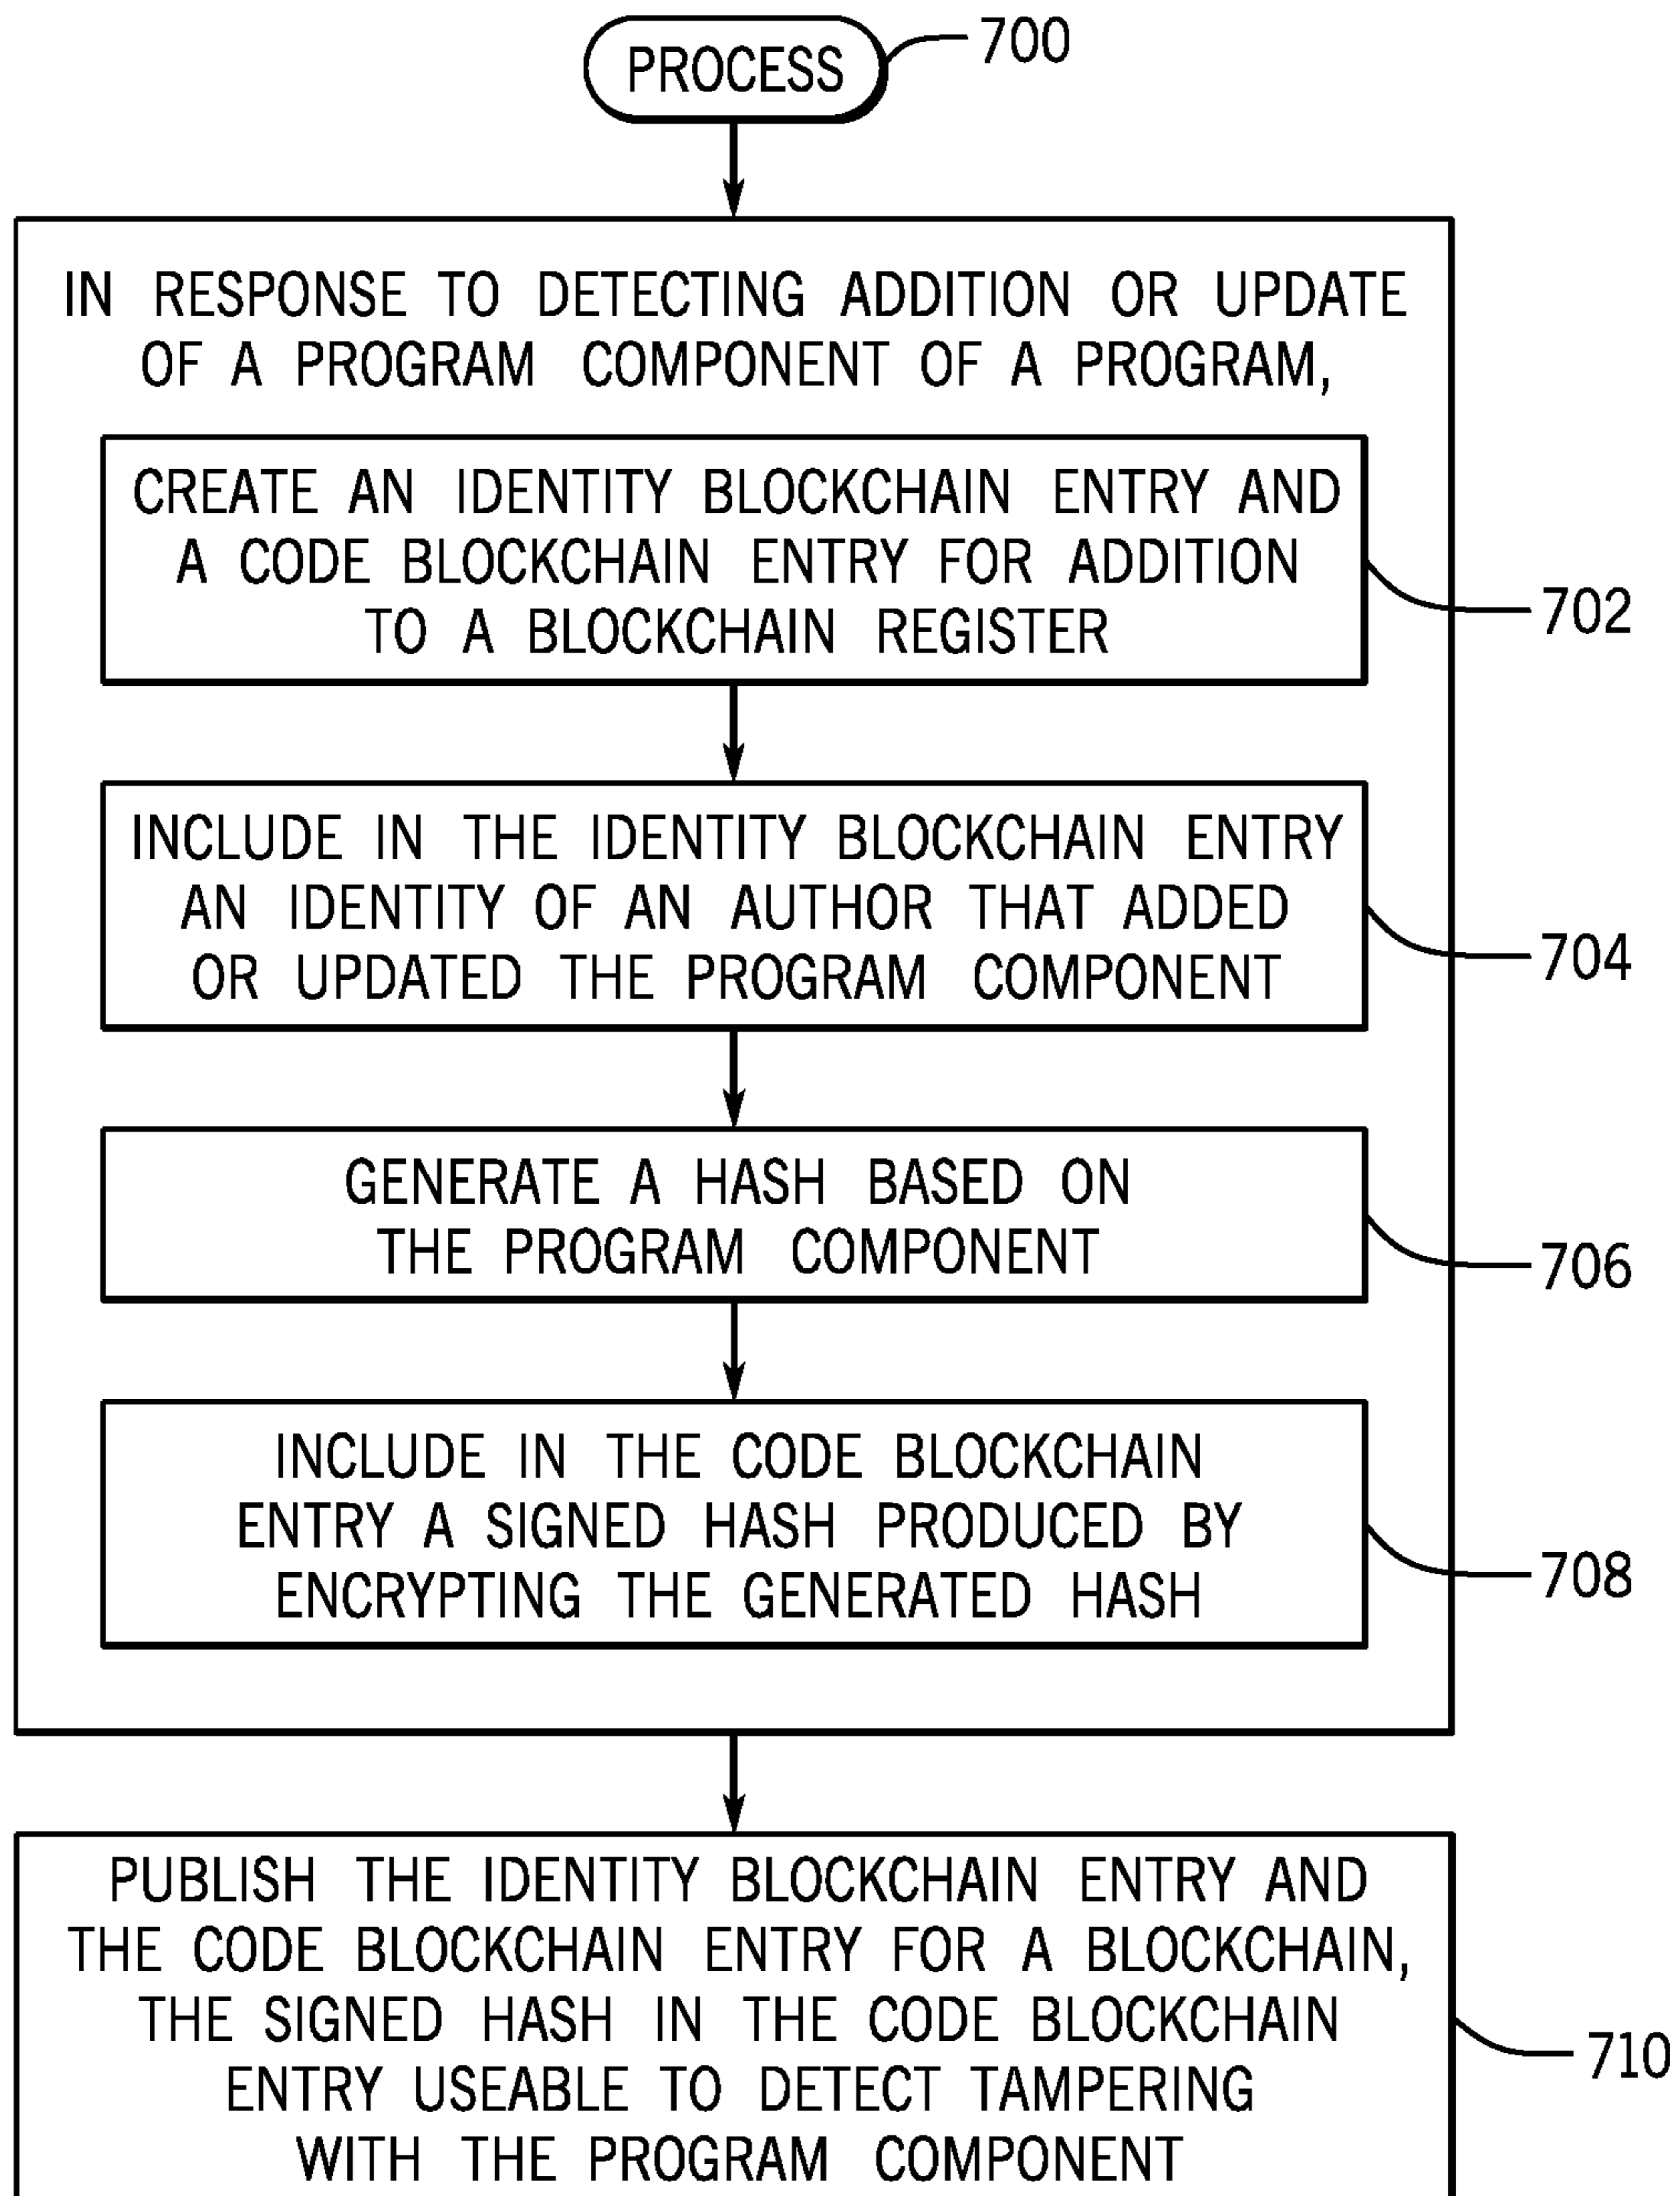 PROCESS
700
IN RESPONSE TO DETECTING ADDITION OR UPDATE
OF A PROGRAM COMPONENT OF A PROGRAM,
CREATE AN IDENTITY BLOCKCHAIN ENTRY AND
A CODE BLOCKCHAIN ENTRY FOR ADDITION
TO A BLOCKCHAIN REGISTER
702
INCLUDE IN THE IDENTITY BLOCKCHAIN ENTRY
AN IDENTITY OF AN AUTHOR THAT ADDED
OR UPDATED THE PROGRAM COMPONENT
704
GENERATE A HASH BASED ON
THE PROGRAM COMPONENT
706
INCLUDE IN THE CODE BLOCKCHAIN
ENTRY A SIGNED HASH PRODUCED BY
ENCRYPTING THE GENERATED HASH
708
PUBLISH THE IDENTITY BLOCKCHAIN ENTRY AND
THE CODE BLOCKCHAIN ENTRY FOR A BLOCKCHAIN,
THE SIGNED HASH IN THE CODE BLOCKCHAIN
ENTRY USEABLE TO DETECT TAMPERING
WITH THE PROGRAM COMPONENT
710